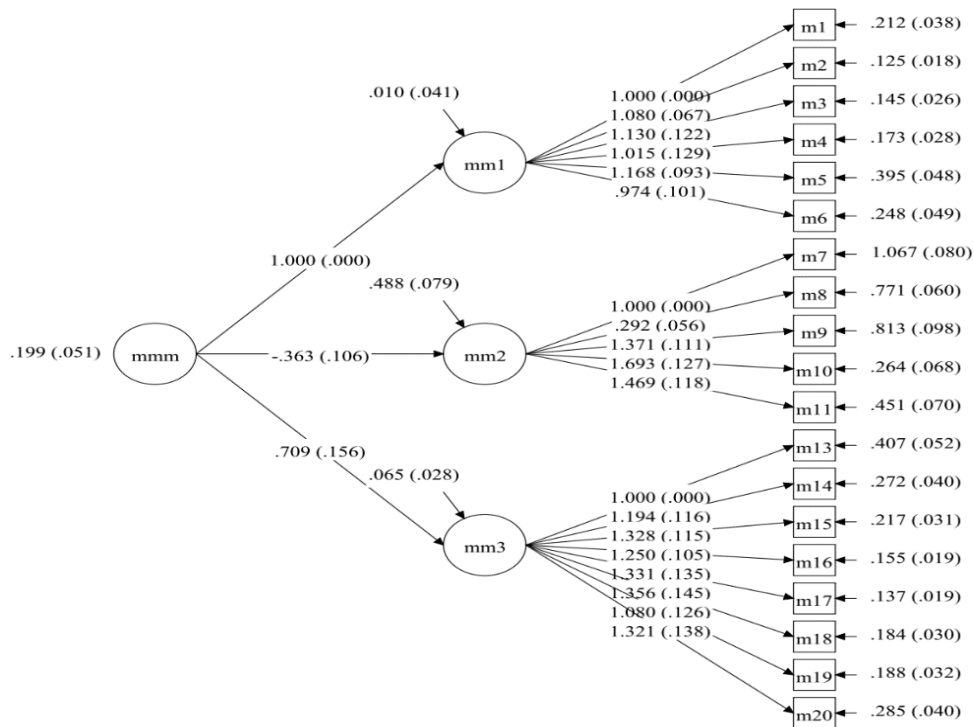 m1 .212 (.038)
m2 .125 (.018)
.010 (.041)
1.000 (.000)
m3 .145 (.026)
1.080 (.067)
1.130 (.122)
m4 .173 (.028)
1.015 (.129)
mm1
1.168 (.093)
m5 .395 (.048)
.974 (.101)
m6 .248 (.049)
m7 1.067 (.080)
1.000 (.000)
.488 (.079)
m8 .771 (.060)
1.000 (.000)
.292 (.056)
m9 .813 (.098)
1.371 (.111)
.199 (.051) mmm -.363 (.106) mm2
1.693 (.127)
m10 .264 (.068)
1.469 (.118)
m11 .451 (.070)
m13 .407 (.052)
.709 (.156)
.065 (.028)
m14 .272 (.040)
1.000 (.000)
1.194 (.116)
m15 .217 (.031)
1.328 (.115)
mm3
1.250 (.105)
m16 .155 (.019)
1.331 (.135)
1.356 (.145)
m17 .137 (.019)
1.080 (.126)
1.321 (.138)
m18 .184 (.030)
m19 .188 (.032)
m20 .285 (.040)